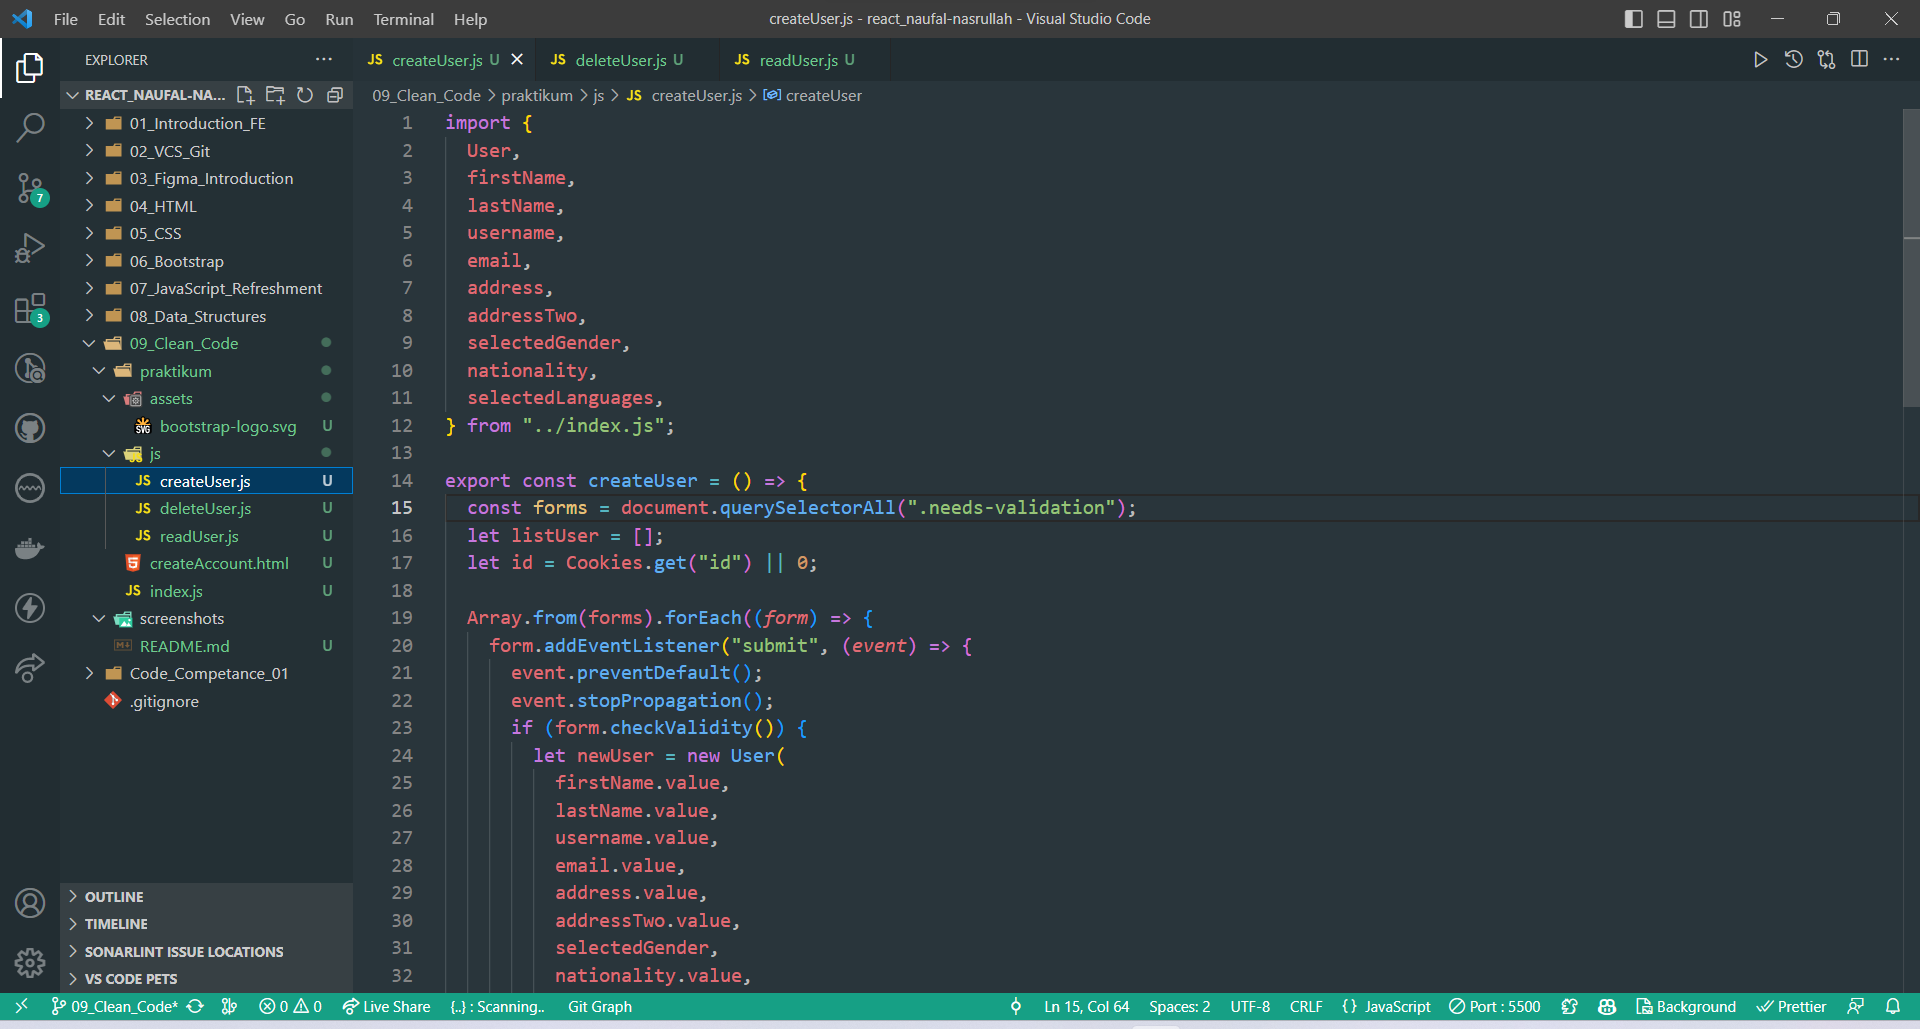 File Edit Selection View Go Run Terminal Help
createUser.js - react_naufal-nasrullah - Visual Studio Code
EXPLORER
REACT_NAUFAL-NA...
01_Introduction_FE
02_VCS_Git
03_Figma_Introduction
04_HTML
05_CSS
06_Bootstrap
07_JavaScript_Refreshment
08_Data_Structures
09_Clean_Code
praktikum
assets
bootstrap-logo.svg U
js
JS createUser.js U
JS deleteUser.js U
JS readUser.js U
createAccount.html U
JS index.js U
screenshots
README.md U
Code_Competance_01
.gitignore
OUTLINE
TIMELINE
SONARLINT ISSUE LOCATIONS
VS CODE PETS
7
3
JS createUser.js U
JS deleteUser.js U
JS readUser.js U
09_Clean_Code > praktikum > js > JS createUser.js > createUser
1 import {
2 User,
3 firstName,
4 lastName,
5 username,
6 email,
7 address,
8 addressTwo,
9 selectedGender,
10 nationality,
11 selectedLanguages,
12 } from "../index.js";
13
14 export const createUser = () => {
15 const forms = document.querySelectorAll(".needs-validation");
16 let listUser = [];
17 let id = Cookies.get("id") || 0;
18
19 Array.from(forms).forEach((form) => {
20 form.addEventListener("submit", (event) => {
21 event.preventDefault();
22 event.stopPropagation();
23 if (form.checkValidity()) {
24 let newUser = new User(
25 firstName.value,
26 lastName.value,
27 username.value,
28 email.value,
29 address.value,
30 addressTwo.value,
31 selectedGender,
32 nationality.value,
09_Clean_Code* 0 0 Live Share {..} : Scanning.. Git Graph
Ln 15, Col 64 Spaces: 2 UTF-8 CRLF {} JavaScript Port : 5500 Background Prettier